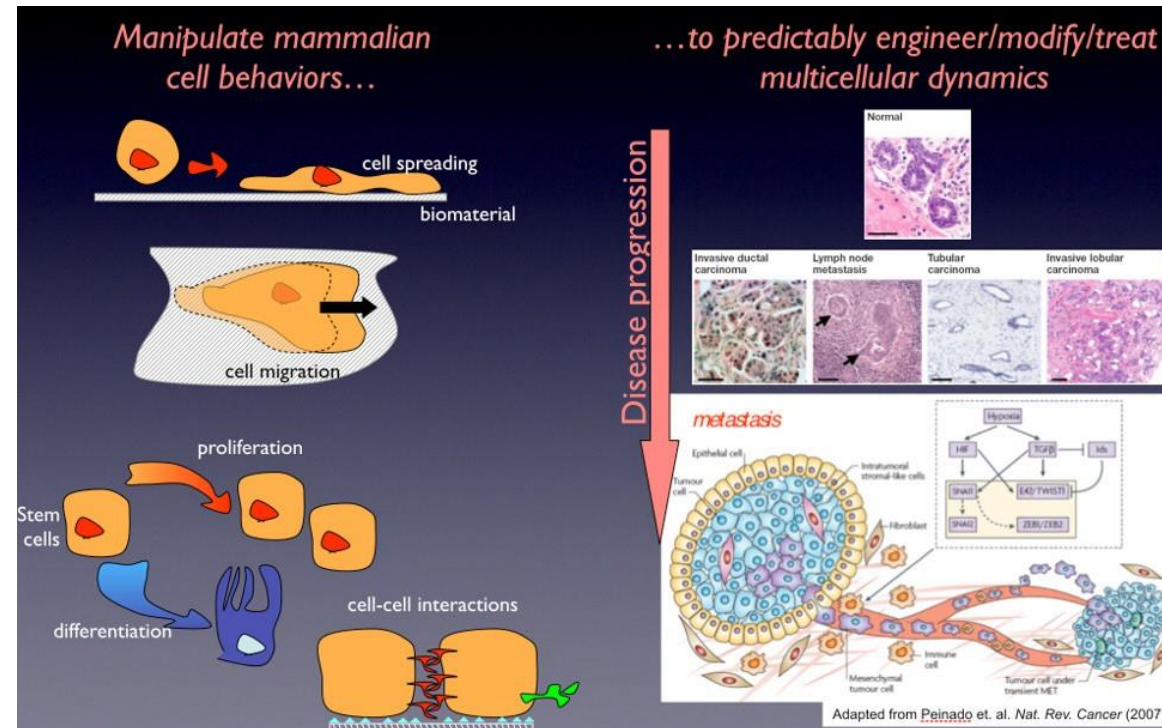 Manipulate mammalian
cell behaviors…
…to predictably engineer/modify/treat
multicellular dynamics
cell spreading
biomaterial
cell migration
proliferation
Stem
cells
differentiation
cell-cell interactions
Disease progression
Normal
Invasive ductal
carcinoma
Lymph node
metastasis
Tubular
carcinoma
Invasive lobular
carcinoma
metastasis
Epithelial cell
Tumour
cell
Intratumoral
stromal-like cells
Fibroblast
Hypoxia
HIF
TGFβ
Ids
SNAI1
E47/TWIST1
SNAI2
ZEB1/ZEB2
Immune
cell
Mesenchymal
tumour cell
Tumour cell under
transient MET
Adapted from Peinado et. al. Nat. Rev. Cancer (2007